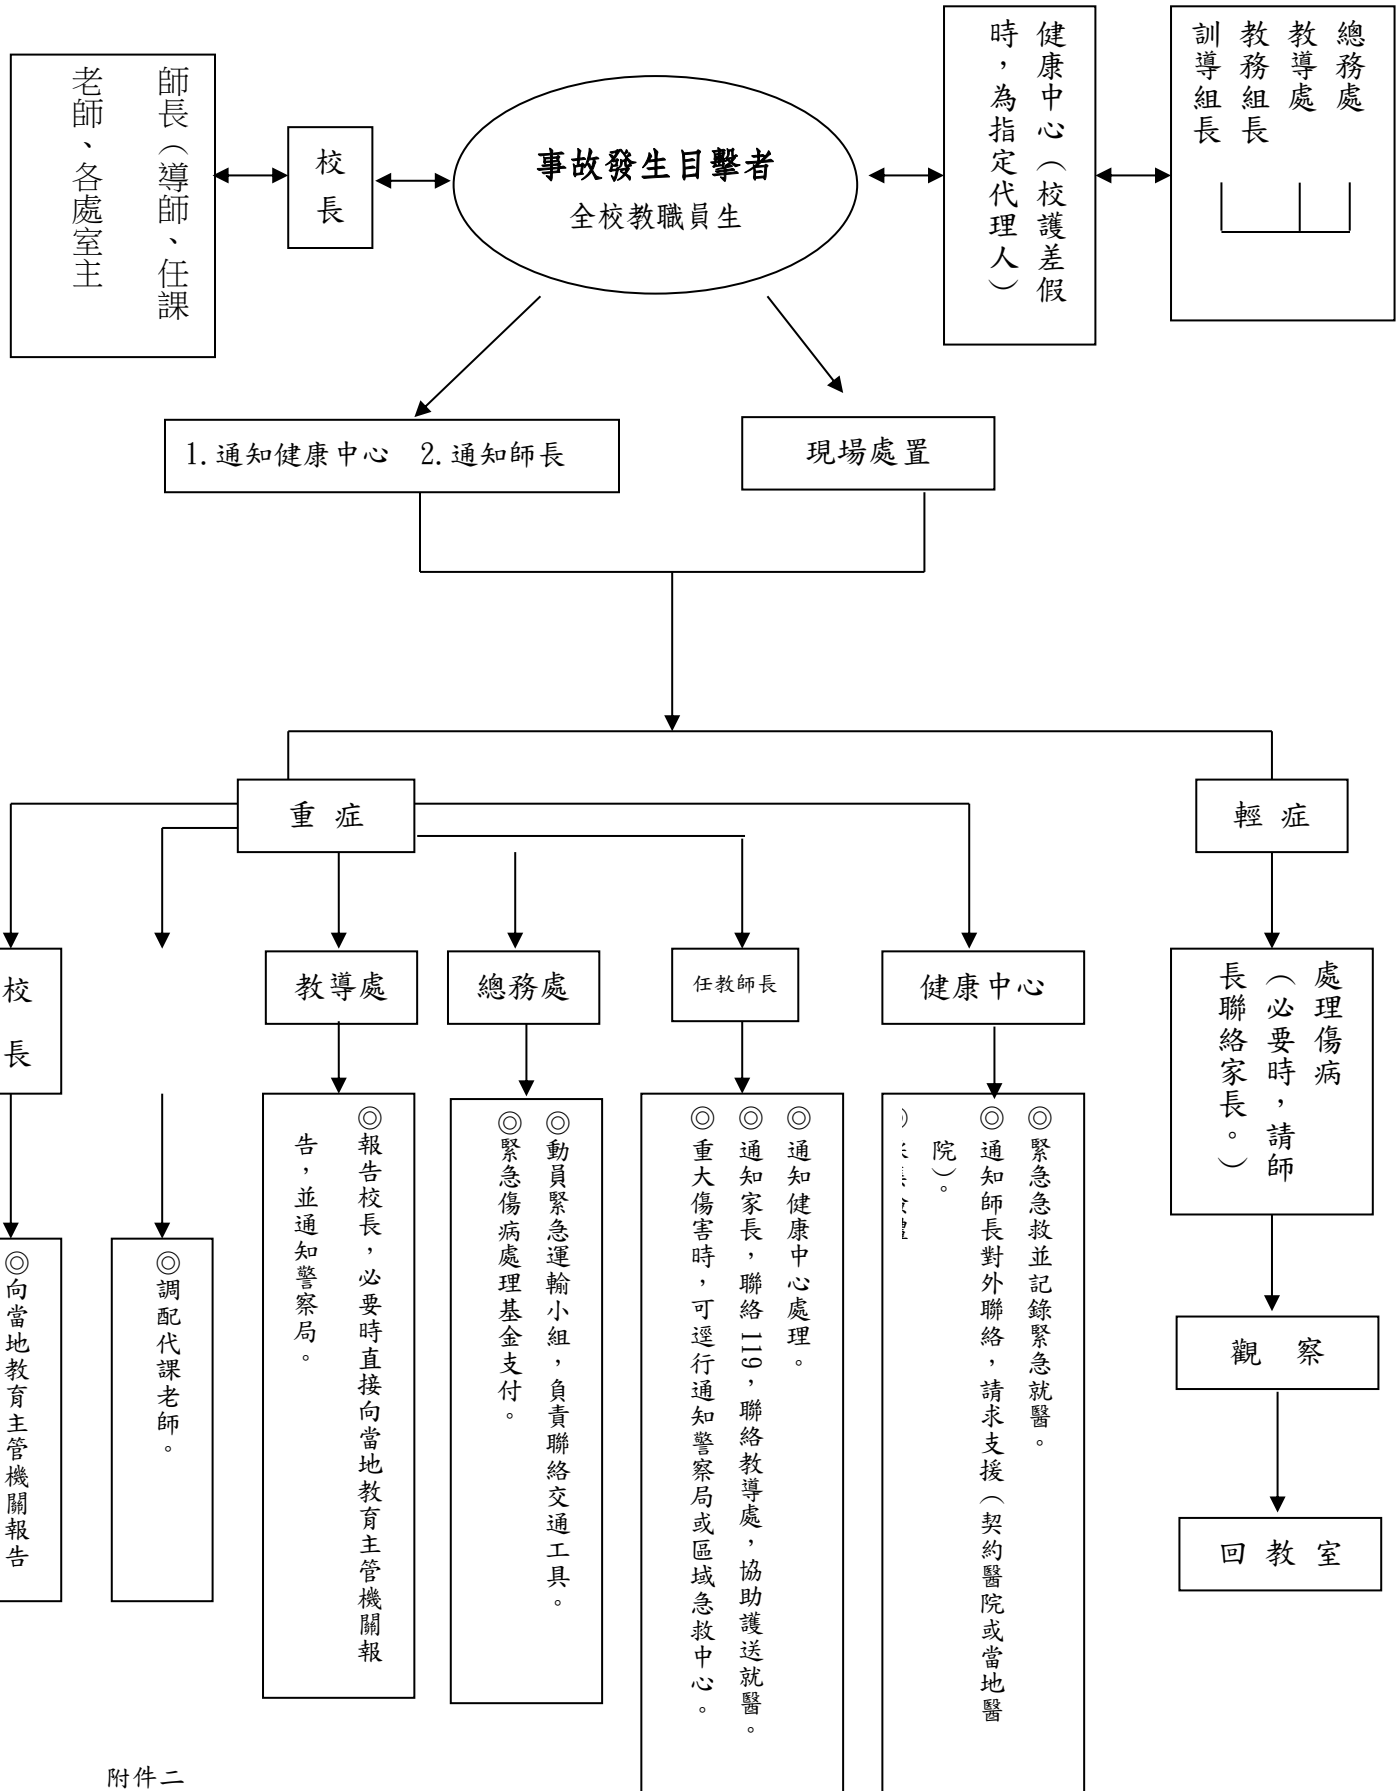 師長（導師、任課
老師、各處室主
校
長
事故發生目擊者
全校教職員生
健康中心（校護差假
時，為指定代理人）
總務處
教導處
教務組長
訓導組長
1.通知健康中心　2.通知師長
現場處置
重 症
輕 症
校
長
教導處
總務處
任教師長
健康中心
處理傷病
（必要時，請師
長聯絡家長。）
◎向當地教育主管機關報告
◎調配代課老師。
◎報告校長，必要時直接向當地教育主管機關報
告，並通知警察局。
◎動員緊急運輸小組，負責聯絡交通工具。
◎緊急傷病處理基金支付。
◎通知健康中心處理。
◎通知家長，聯絡 119，聯絡教導處，協助護送就醫。
◎重大傷害時，可逕行通知警察局或區域急救中心。
◎緊急急救並記錄緊急就醫。
◎通知師長對外聯絡，請求支援（契約醫院或當地醫
院）。
觀 察
回 教 室
附件二